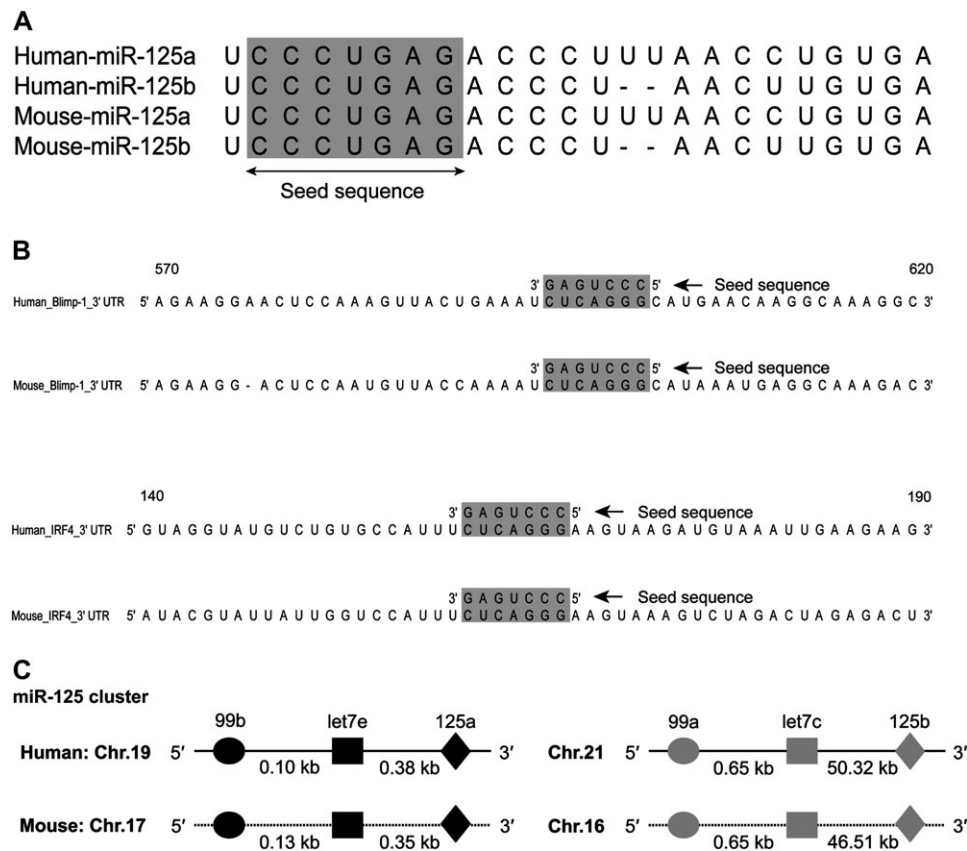 A
Human-miR-125a U C C C U G A G A C C C U U U A A C C U G U G A
Human-miR-125b U C C C U G A G A C C C U - - A A C U U G U G A
Mouse-miR-125a U C C C U G A G A C C C U U U A A C C U G U G A
Mouse-miR-125b U C C C U G A G A C C C U - - A A C U U G U G A
Seed sequence
B
570 620
3' G A G U C C C 5' Seed sequence
Human_Blimp-1_3' UTR 5' A G A A G G A A C U C C A A A G U U A C U G A A A U C U C A G G G C A U G A A C A A G G C A A A G G C 3'
3' G A G U C C C 5' Seed sequence
Mouse_Blimp-1_3' UTR 5' A G A A G G - A C U C C A A U G U U A C C A A A A U C U C A G G G C A U A A A U G A G G C A A A G A C 3'
140 190
3' G A G U C C C 5' Seed sequence
Human_IRF4_3' UTR 5' G U A G G U A U G U C U G U G C C A U U U C U C A G G G A A G U A A G A U G U A A A U U G A A G A A G 3'
3' G A G U C C C 5' Seed sequence
Mouse_IRF4_3' UTR 5' A U A C G U A U U A U U G G U C C A U U U C U C A G G G A A G U A A A G U C U A G A C U A G A G A C U 3'
C
miR-125 cluster
99b let7e 125a 99a let7c 125b
Human: Chr.19 5′ 3′ Chr.21 5′ 3′
0.10 kb 0.38 kb 0.65 kb 50.32 kb
Mouse: Chr.17 5′ 3′ Chr.16 5′ 3′
0.13 kb 0.35 kb 0.65 kb 46.51 kb